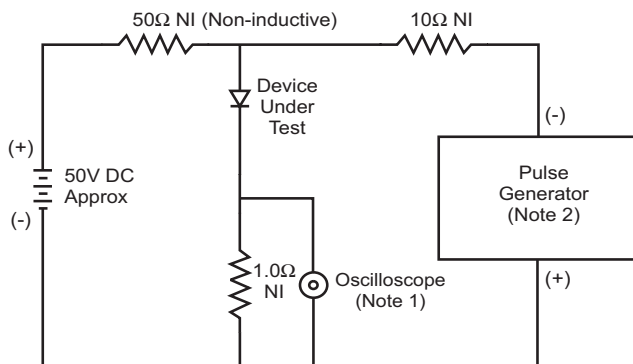 50Ω NI (Non-inductive)
10Ω NI
Device
Under
Test
(+)
50V DC
Approx
(-)
(-)
Pulse
Generator
(Note 2)
(+)
1.0Ω
NI
Oscilloscope
(Note 1)